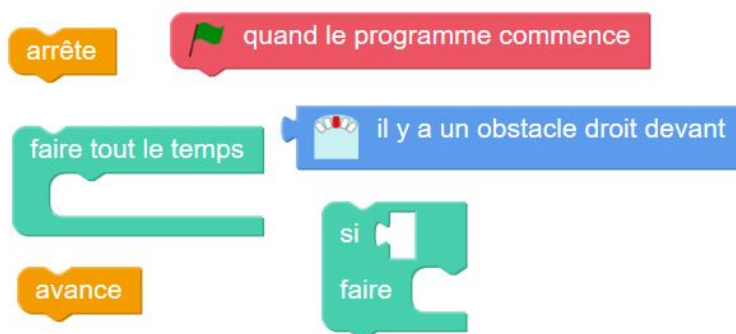 arrête
quand le programme commence
faire tout le temps
il y a un obstacle droit devant
si
faire
avance